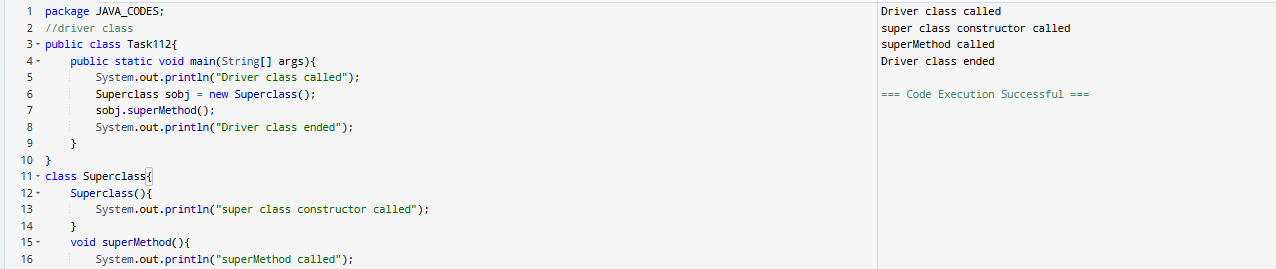 1 package JAVA_CODES;
2 //driver class
3 public class Task112{
4 public static void main(String[] args){
5 System.out.println("Driver class called");
6 Superclass sobj = new Superclass();
7 sobj.superMethod();
8 System.out.println("Driver class ended");
9 }
10 }
11 class Superclass{
12 Superclass(){
13 System.out.println("super class constructor called");
14 }
15 void superMethod(){
16 System.out.println("superMethod called");
Driver class called
super class constructor called
superMethod called
Driver class ended
=== Code Execution Successful ===